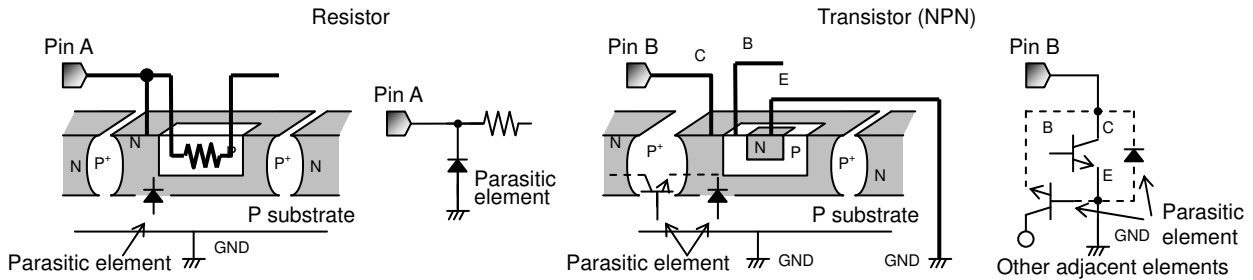 Resistor
Transistor (NPN)
Pin A
Pin B
C
B
E
Pin B
Pin A
N
N
P+
P
P+
N
Parasitic
element
P substrate
GND
Parasitic element
N
P+
N
P
P+
N
P substrate
GND
GND
Parasitic element
B
C
E
Parasitic
element
GND
Other adjacent elements